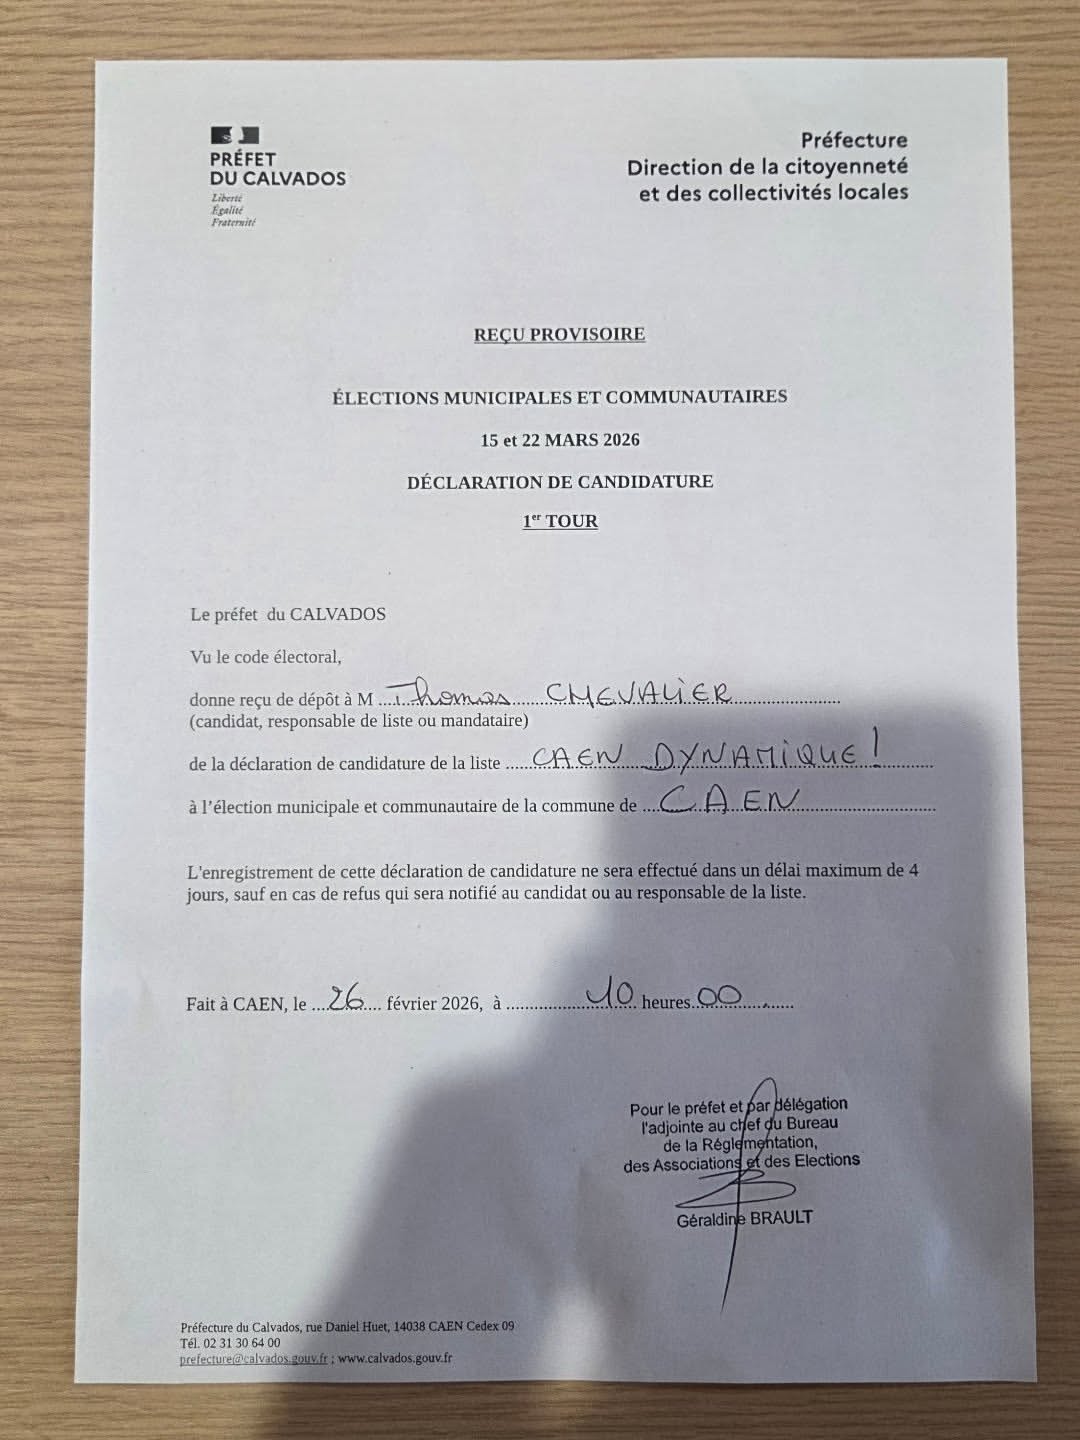 PRÉFET
DU CALVADOS
Liberté
Égalité
Fraternité
Préfecture
Direction de la citoyenneté
et des collectivités locales
REÇU PROVISOIRE
ÉLECTIONS MUNICIPALES ET COMMUNAUTAIRES
15 et 22 MARS 2026
DÉCLARATION DE CANDIDATURE
1er TOUR
Le préfet du CALVADOS
Vu le code électoral,
donne reçu de dépôt à M ....Thomas......CHEVALIER......................
(candidat, responsable de liste ou mandataire)
de la déclaration de candidature de la liste .....CAEN DYNAMIQUE!...........
à l'élection municipale et communautaire de la commune de ....CAEN...........................
L'enregistrement de cette déclaration de candidature ne sera effectué dans un délai maximum de 4
jours, sauf en cas de refus qui sera notifié au candidat ou au responsable de la liste.
Fait à CAEN, le ....26.... février 2026, à ................10 heures..00...........
Pour le préfet et par délégation
l'adjointe au chef du Bureau
de la Réglementation,
des Associations et des Elections
Géraldine BRAULT
Préfecture du Calvados, rue Daniel Huet, 14038 CAEN Cedex 09
Tél. 02 31 30 64 00
prefecture@calvados.gouv.fr ; www.calvados.gouv.fr